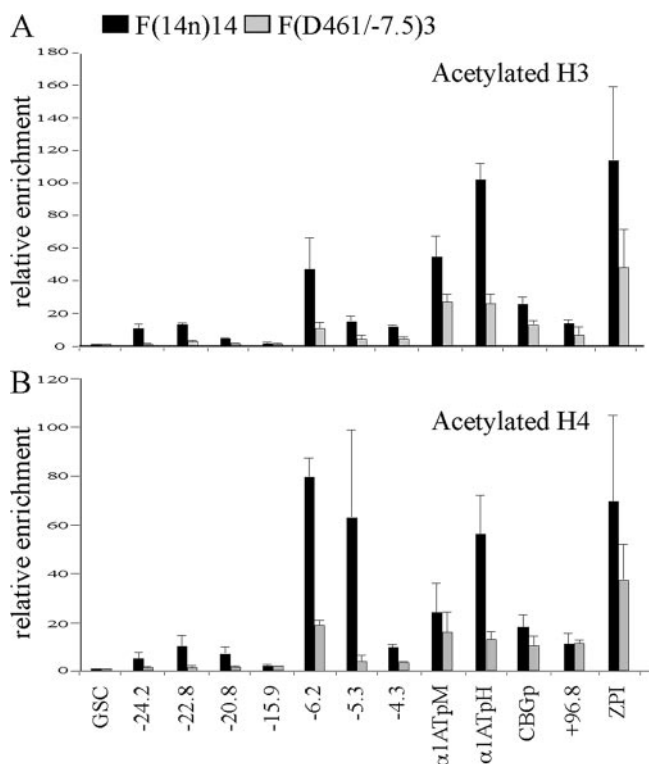 A
F(14n)14 F(D461/-7.5)3
Acetylated H3
relative enrichment
180
160
140
120
100
80
60
40
20
0
B
Acetylated H4
relative enrichment
120
100
80
60
40
20
0
GSC
-24.2
-22.8
-20.8
-15.9
-6.2
-5.3
-4.3
α1ATpM
α1ATpH
CBGp
+96.8
ZPI